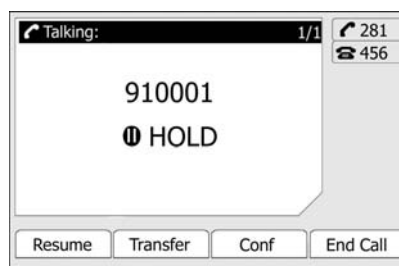 Talking: 1/1
281
456
910001
HOLD
Resume Transfer Conf End Call